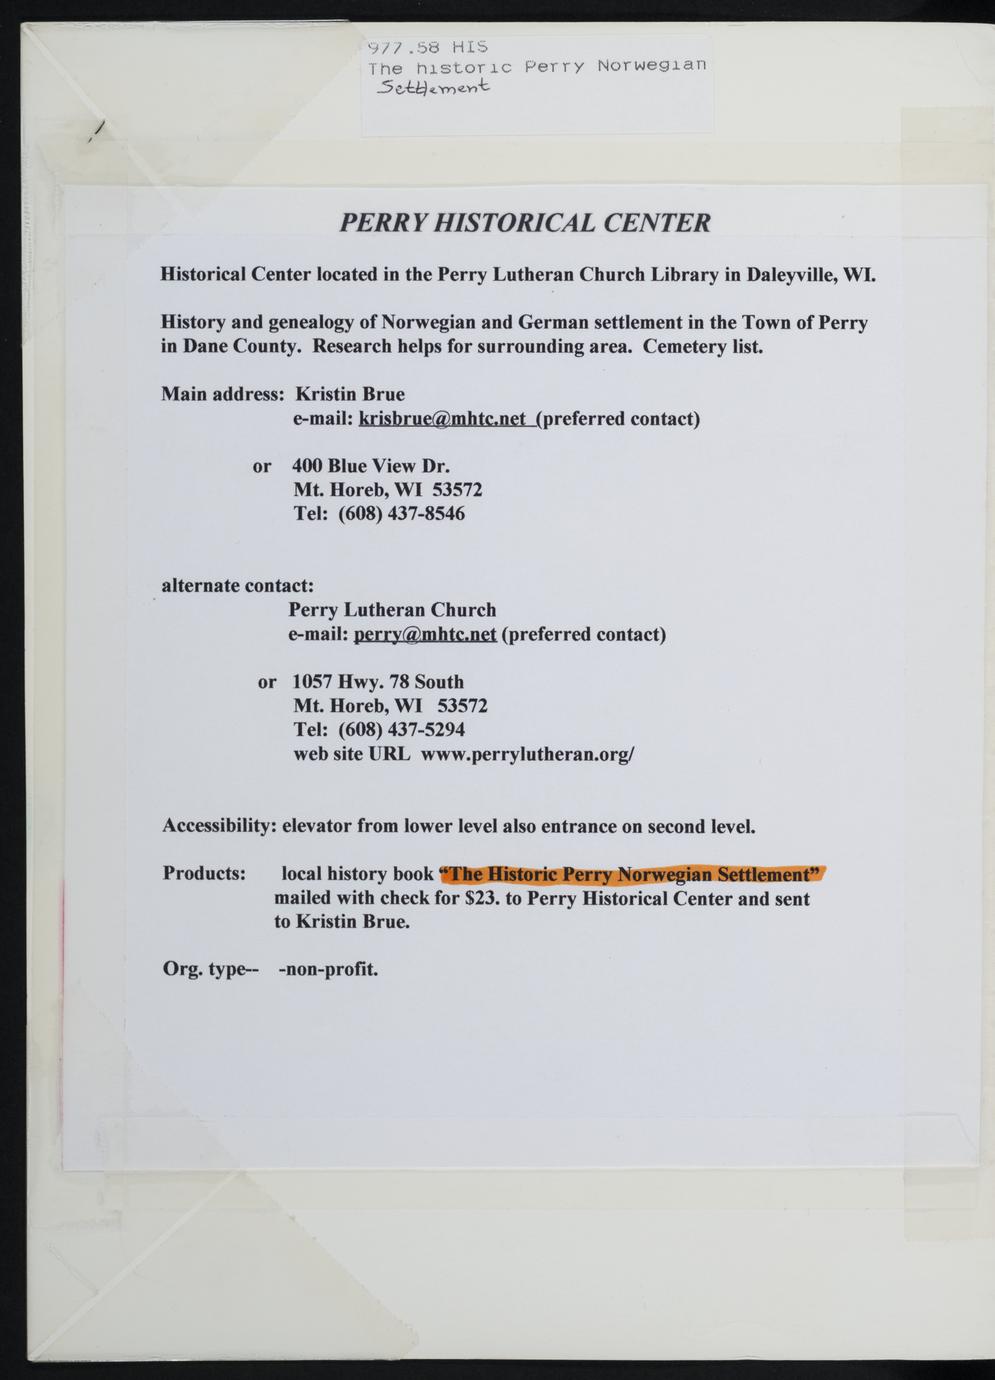 977.58 HIS
The historic Perry Norwegian
Settlement
PERRY HISTORICAL CENTER
Historical Center located in the Perry Lutheran Church Library in Daleyville, WI.
History and genealogy of Norwegian and German settlement in the Town of Perry
in Dane County. Research helps for surrounding area. Cemetery list.
Main address: Kristin Brue
e-mail: krisbrue@mhtc.net (preferred contact)
or 400 Blue View Dr.
Mt. Horeb, WI 53572
Tel: (608) 437-8546
alternate contact:
Perry Lutheran Church
e-mail: perry@mhtc.net (preferred contact)
or 1057 Hwy. 78 South
Mt. Horeb, WI 53572
Tel: (608) 437-5294
web site URL www.perrylutheran.org/
Accessibility: elevator from lower level also entrance on second level.
Products: local history book “The Historic Perry Norwegian Settlement”
mailed with check for $23. to Perry Historical Center and sent
to Kristin Brue.
Org. type-- -non-profit.